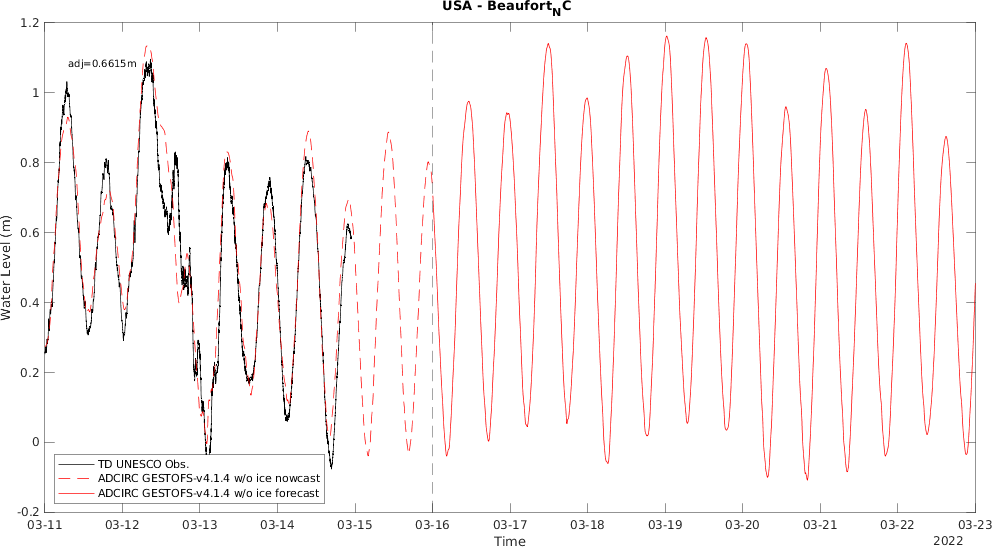 USA - Beaufort_NC
1.2
1
0.8
0.6
0.4
0.2
0
-0.2
Water Level (m)
adj=0.6615m
TD UNESCO Obs.
ADCIRC GESTOFS-v4.1.4 w/o ice nowcast
ADCIRC GESTOFS-v4.1.4 w/o ice forecast
03-11 03-12 03-13 03-14 03-15 03-16 03-17 03-18 03-19 03-20 03-21 03-22 03-23
Time
2022